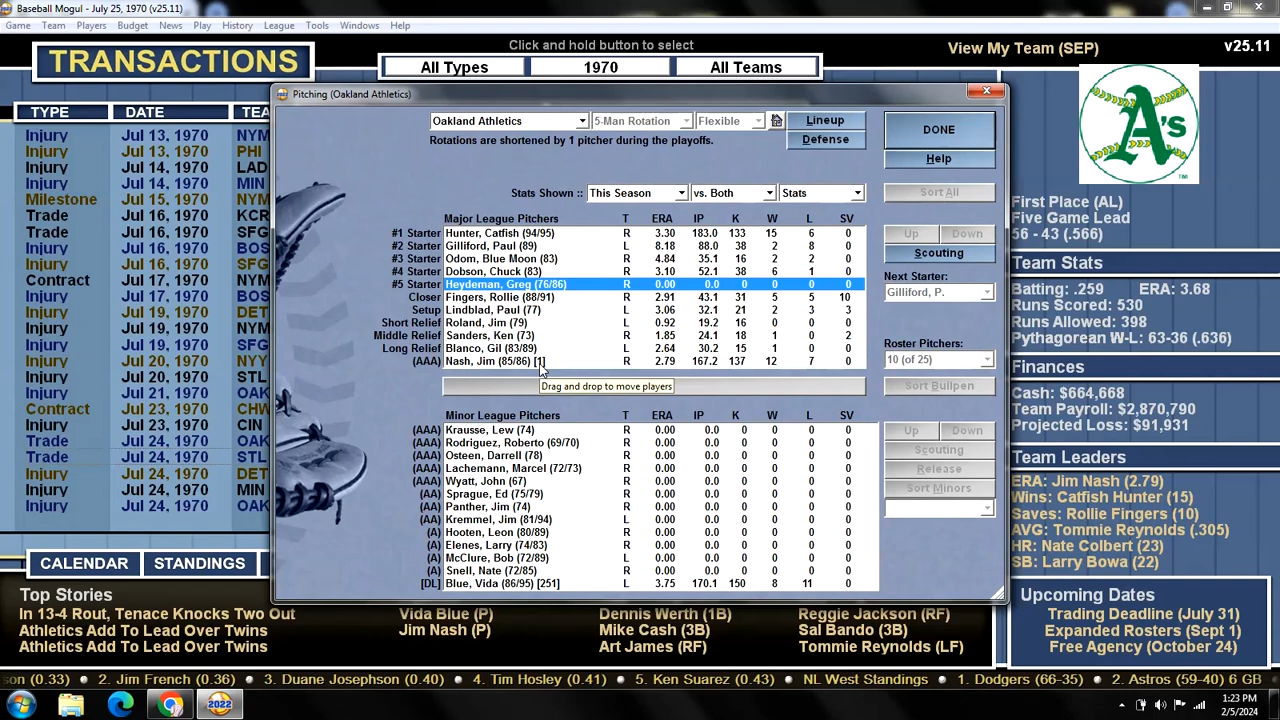 Baseball Mogul - July 25, 1970 (v25.11)
Game Team Players Budget News Play History League Tools Windows Help
TRANSACTIONS
Click and hold button to select
View My Team (SEP)
v25.11
All Types 1970 All Teams
TYPE DATE TEA
Injury Jul 13, 1970 NYM
Injury Jul 13, 1970 PHI
Injury Jul 14, 1970 LAD
Injury Jul 14, 1970 MIN
Milestone Jul 15, 1970 NYM
Trade Jul 16, 1970 KCR
Trade Jul 16, 1970 SFG
Injury Jul 17, 1970 BOS
Injury Jul 17, 1970 SFG
Injury Jul 18, 1970 BOS
Contract Jul 19, 1970 OAK
Injury Jul 19, 1970 DET
Injury Jul 20, 1970 NYY
Injury Jul 20, 1970 STL
Injury Jul 21, 1970 OAK
Contract Jul 23, 1970 CHW
Injury Jul 23, 1970 CIN
Trade Jul 24, 1970 OAK
Trade Jul 24, 1970 STL
Injury Jul 24, 1970 DET
Injury Jul 24, 1970 MIN
Injury Jul 24, 1970 OAK
Pitching (Oakland Athletics)
Oakland Athletics 5-Man Rotation Flexible Lineup
Rotations are shortened by 1 pitcher during the playoffs. Defense
DONE
Help
Stats Shown :: This Season vs. Both Stats
Sort All
Major League Pitchers T ERA IP K W L SV
#1 Starter Hunter, Catfish (94/95) R 3.30 183.0 133 15 6 0
#2 Starter Gilliford, Paul (89) L 8.18 88.0 38 2 8 0
#3 Starter Odom, Blue Moon (83) R 4.84 35.1 16 2 2 0
#4 Starter Dobson, Chuck (83) R 3.10 52.1 38 6 1 0
#5 Starter Heydeman, Greg (76/86) R 0.00 0.0 0 0 0 0
Closer Fingers, Rollie (88/91) R 2.91 43.1 31 5 5 10
Setup Lindblad, Paul (77) L 3.06 32.1 21 2 3 3
Short Relief Roland, Jim (79) L 0.92 19.2 16 0 0 0
Middle Relief Sanders, Ken (73) R 1.85 24.1 18 1 0 2
Long Relief Blanco, Gil (83/89) L 2.64 30.2 15 1 0 0
(AAA) Nash, Jim (85/86) [1] R 2.79 167.2 137 12 7 0
Drag and drop to move players
Up Down
Scouting
Next Starter:
Gilliford, P.
Roster Pitchers:
10 (of 25)
Sort Bullpen
Minor League Pitchers T ERA IP K W L SV
(AAA) Krausse, Lew (74) R 0.00 0.0 0 0 0 0
(AAA) Rodriguez, Roberto (69/70) R 0.00 0.0 0 0 0 0
(AAA) Osteen, Darrell (78) R 0.00 0.0 0 0 0 0
(AAA) Lachemann, Marcel (72/73) R 0.00 0.0 0 0 0 0
(AAA) Wyatt, John (67) R 0.00 0.0 0 0 0 0
(AA) Sprague, Ed (75/79) R 0.00 0.0 0 0 0 0
(AA) Panther, Jim (74) R 0.00 0.0 0 0 0 0
(AA) Kremmel, Jim (81/94) L 0.00 0.0 0 0 0 0
(A) Hooten, Leon (80/89) R 0.00 0.0 0 0 0 0
(A) Elenes, Larry (74/83) R 0.00 0.0 0 0 0 0
(A) McClure, Bob (72/89) L 0.00 0.0 0 0 0 0
(A) Snell, Nate (72/85) R 0.00 0.0 0 0 0 0
[DL] Blue, Vida (86/95) [251] L 3.75 170.1 150 8 11 0
Up Down
Scouting
Release
Sort Minors
A's
First Place (AL)
Five Game Lead
56 - 43 (.566)
Team Stats
Batting: .259 ERA: 3.68
Runs Scored: 530
Runs Allowed: 398
Pythagorean W-L: 63-36 (.636)
Finances
Cash: $664,668
Team Payroll: $2,870,790
Projected Loss: $91,931
Team Leaders
ERA: Jim Nash (2.79)
Wins: Catfish Hunter (15)
Saves: Rollie Fingers (10)
AVG: Tommie Reynolds (.305)
HR: Nate Colbert (23)
SB: Larry Bowa (22)
Upcoming Dates
Trading Deadline (July 31)
Expanded Rosters (Sept 1)
Free Agency (October 24)
CALENDAR STANDINGS
Top Stories
In 13-4 Rout, Tenace Knocks Two Out
Athletics Add To Lead Over Twins
Athletics Add To Lead Over Twins
Vida Blue (P) Dennis Werth (1B) Reggie Jackson (RF)
Jim Nash (P) Mike Cash (3B) Sal Bando (3B)
Art James (RF) Tommie Reynolds (LF)
son (0.33) 2. Jim French (0.36) 3. Duane Josephson (0.40) 4. Tim Hosley (0.41) 5. Ken Suarez (0.43) NL West Standings 1. Dodgers (66-35) 2. Astros (59-40) 6 GB
2022
1:23 PM
2/5/2024